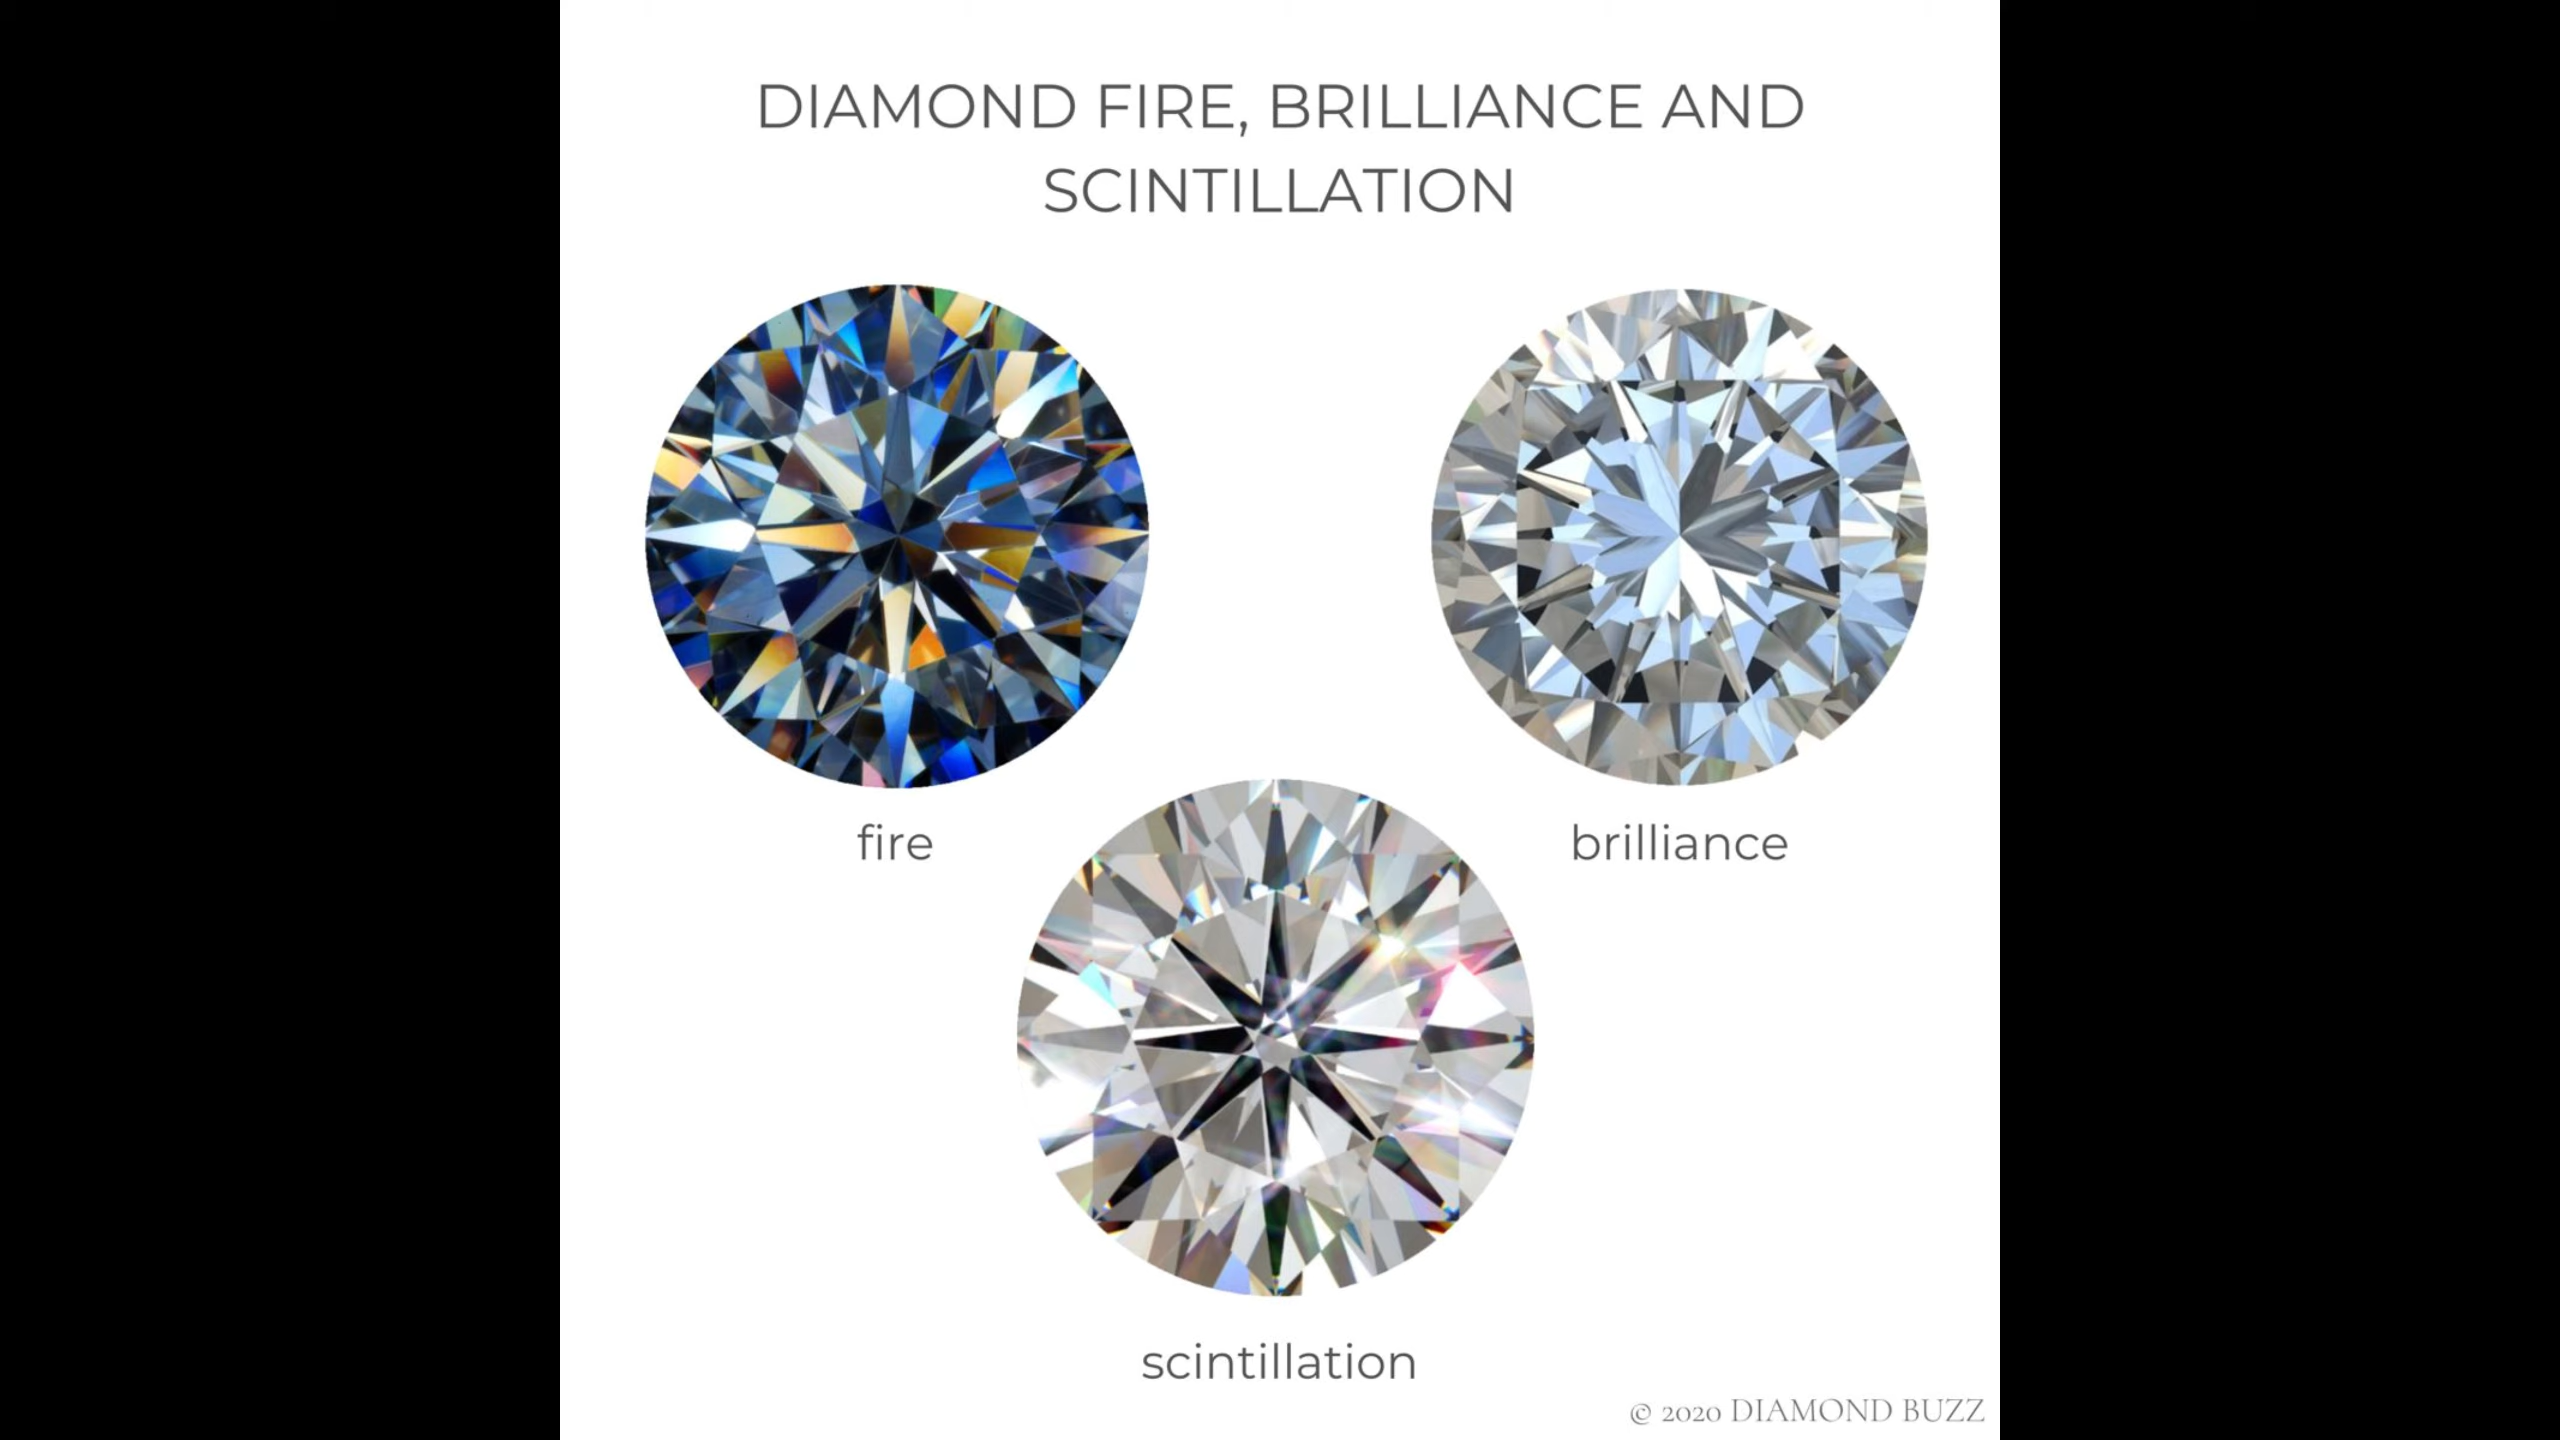 DIAMOND FIRE, BRILLIANCE AND
SCINTILLATION
fire
brilliance
scintillation
© 2020 DIAMOND BUZZ